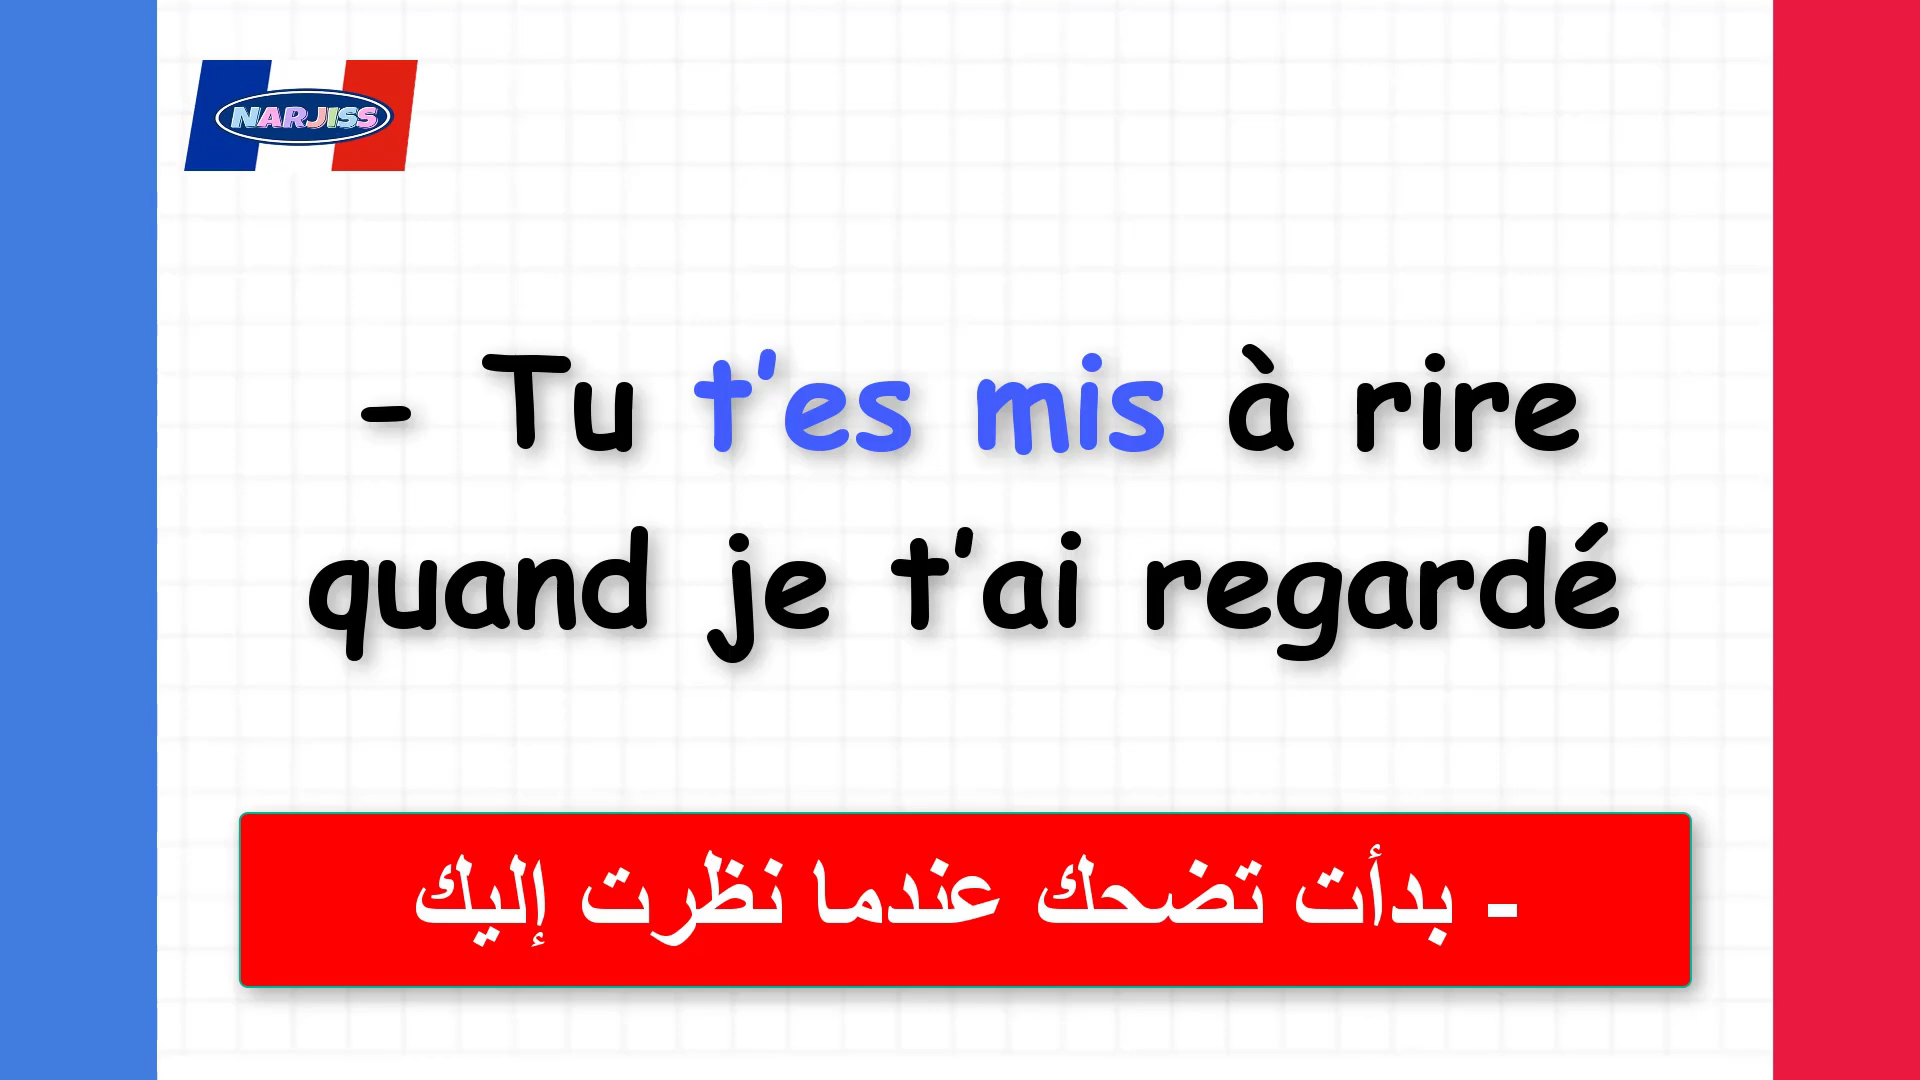 NARJISS
- Tu t’es mis à rire
quand je t’ai regardé
- بدأت تضحك عندما نظرت إليك